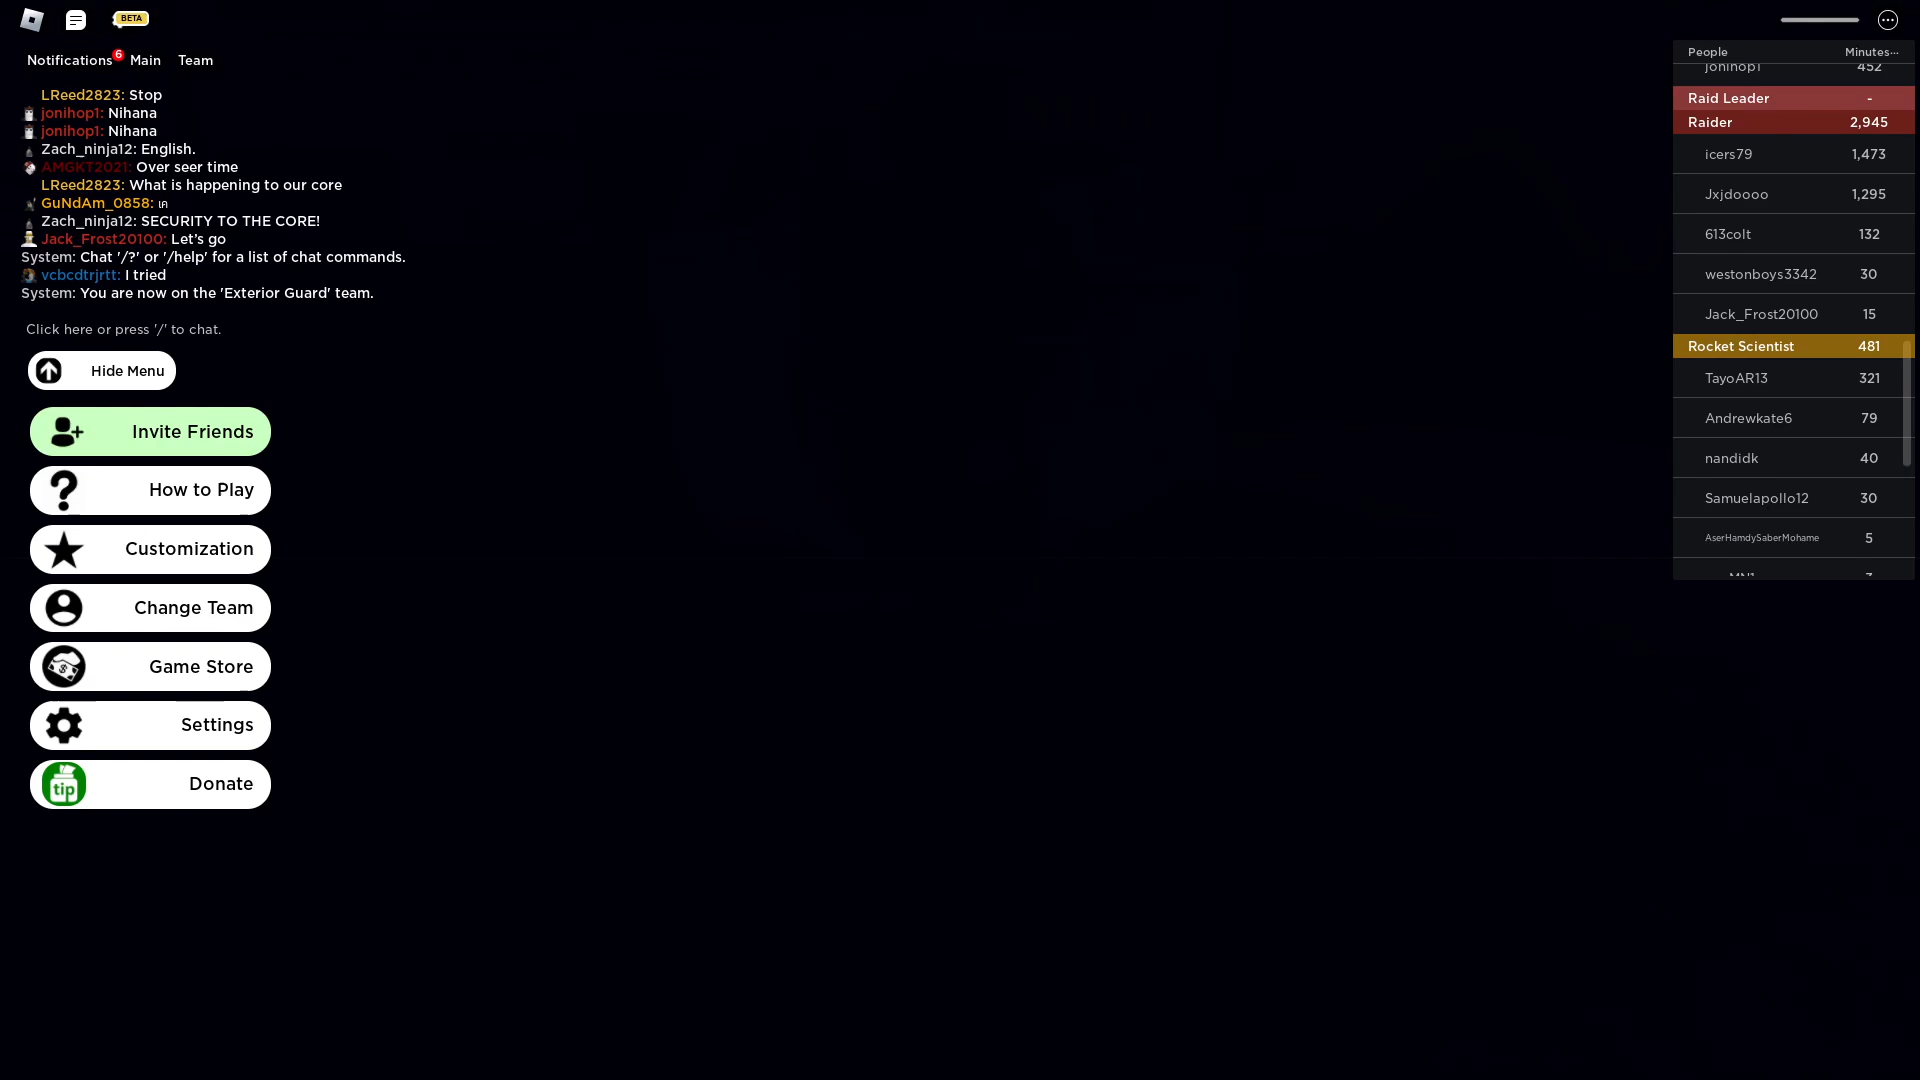 BETA
Notifications 6 Main Team
LReed2823: Stop
jonihop1: Nihana
jonihop1: Nihana
Zach_ninja12: English.
AMGKT2021: Over seer time
LReed2823: What is happening to our core
GuNdAm_0858: เค
Zach_ninja12: SECURITY TO THE CORE!
Jack_Frost20100: Let's go
System: Chat '/?' or '/help' for a list of chat commands.
vcbcdtrjrtt: I tried
System: You are now on the 'Exterior Guard' team.
Click here or press '/' to chat.
Hide Menu
Invite Friends
How to Play
Customization
Change Team
Game Store
Settings
tip Donate
People Minutes...
jonihop1 452
Raid Leader -
Raider 2,945
icers79 1,473
Jxjdoooo 1,295
613colt 132
westonboys3342 30
Jack_Frost20100 15
Rocket Scientist 481
TayoAR13 321
Andrewkate6 79
nandidk 40
Samuelapollo12 30
AserHamdySaberMohame 5